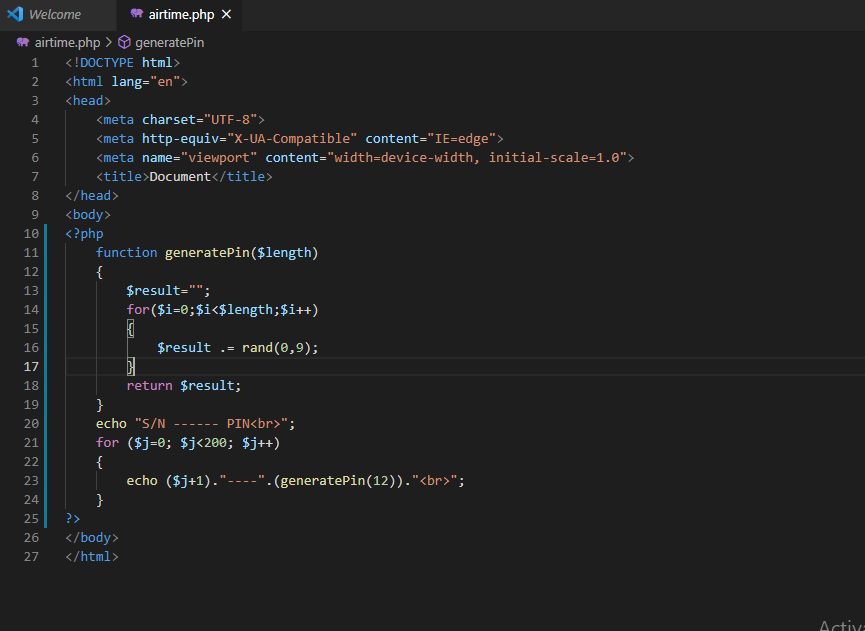 Welcome airtime.php
airtime.php > generatePin
1 <!DOCTYPE html>
2 <html lang="en">
3 <head>
4     <meta charset="UTF-8">
5     <meta http-equiv="X-UA-Compatible" content="IE=edge">
6     <meta name="viewport" content="width=device-width, initial-scale=1.0">
7     <title>Document</title>
8 </head>
9 <body>
10 <?php
11     function generatePin($length)
12     {
13         $result="";
14         for($i=0;$i<$length;$i++)
15         {
16             $result .= rand(0,9);
17         }
18         return $result;
19     }
20     echo "S/N ------ PIN<br>";
21     for ($j=0; $j<200; $j++)
22     {
23         echo ($j+1)."----".(generatePin(12))."<br>";
24     }
25 ?>
26 </body>
27 </html>